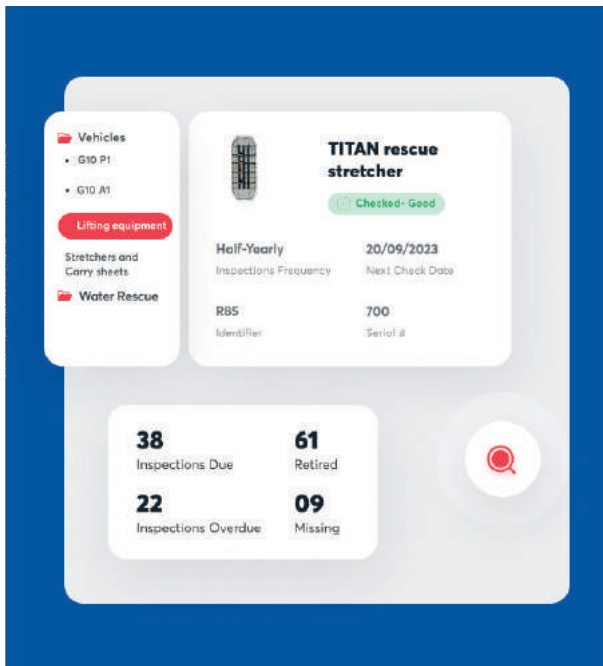 Vehicles
• G10 P1
• G10 A1
Lifting equipment
Stretchers and
Carry sheets
Water Rescue
TITAN rescue
stretcher
Checked- Good
Half-Yearly
Inspections Frequency
20/09/2023
Next Check Date
R85
Identifier
700
Serial #
38
Inspections Due
61
Retired
22
Inspections Overdue
09
Missing